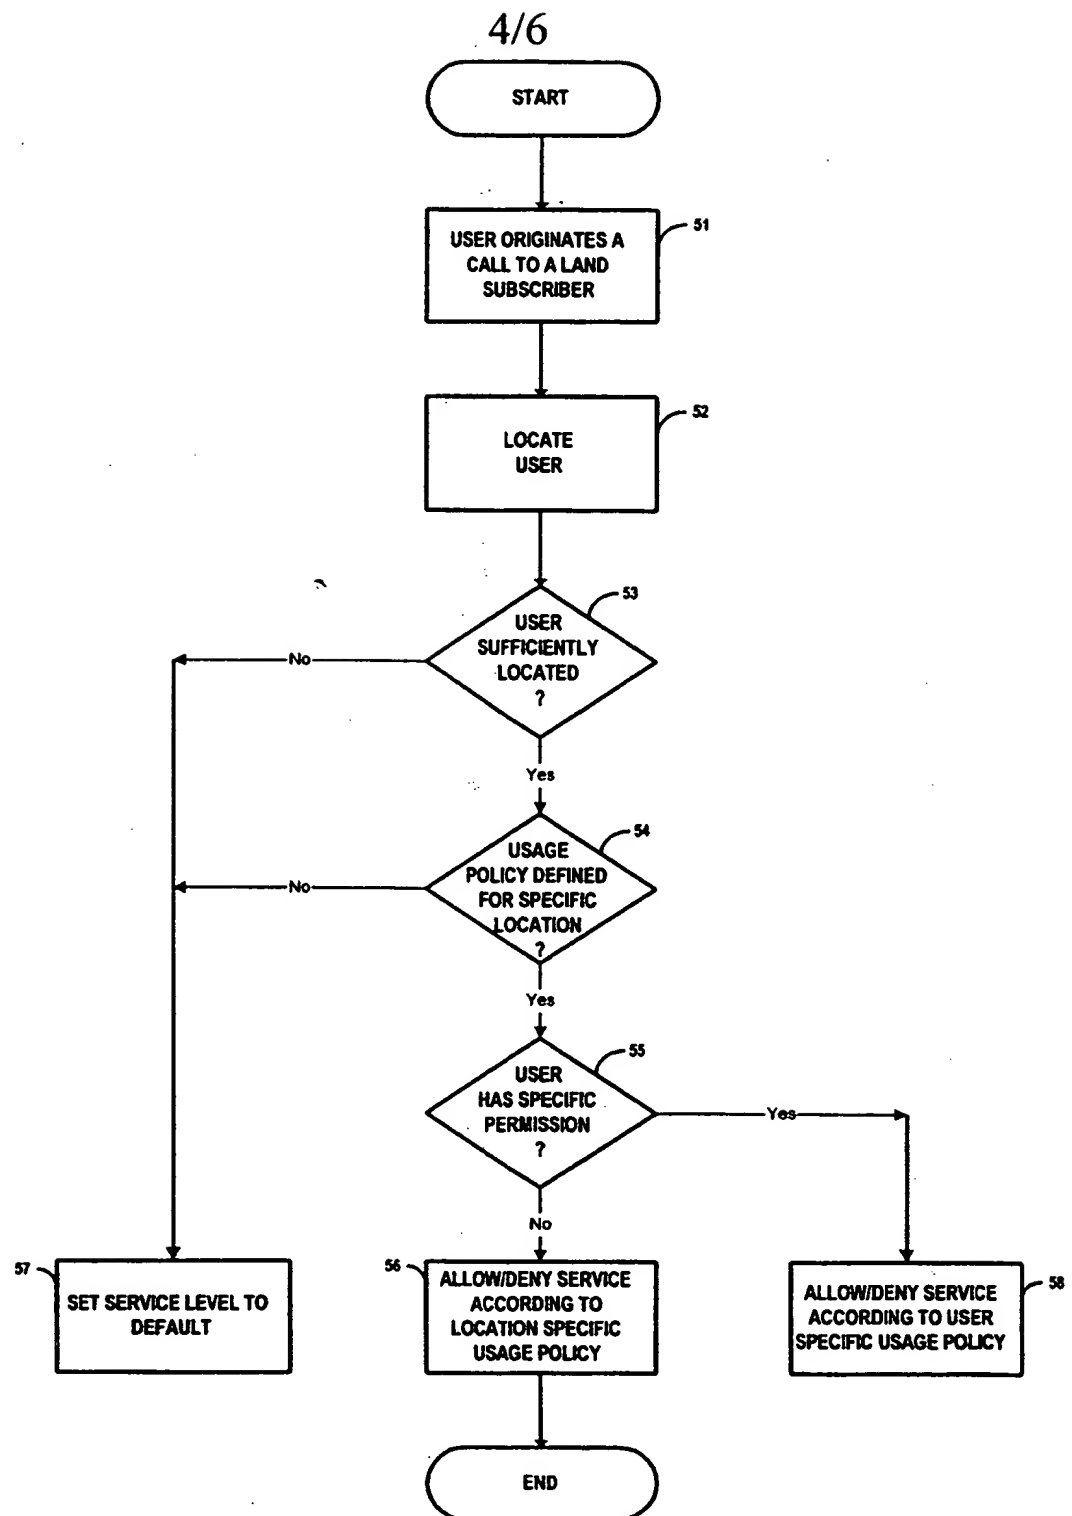 4/6
START
51
USER ORIGINATES A
CALL TO A LAND
SUBSCRIBER
52
LOCATE
USER
53
USER
SUFFICIENTLY
LOCATED
?
No
Yes
54
USAGE
POLICY DEFINED
FOR SPECIFIC
LOCATION
?
No
Yes
55
USER
HAS SPECIFIC
PERMISSION
?
Yes
No
57
SET SERVICE LEVEL TO
DEFAULT
56
ALLOW/DENY SERVICE
ACCORDING TO
LOCATION SPECIFIC
USAGE POLICY
58
ALLOW/DENY SERVICE
ACCORDING TO USER
SPECIFIC USAGE POLICY
END